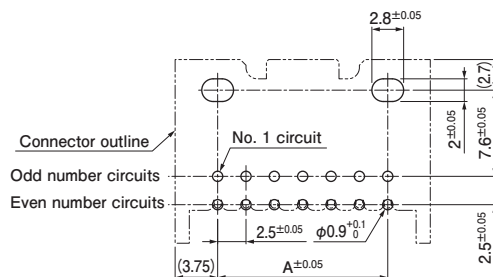 2.8±0.05
(2.7)
2±0.05
7.6±0.05
Connector outline
No. 1 circuit
Odd number circuits
Even number circuits
2.5±0.05
φ0.9+0.1 0
2.5±0.05
(3.75)
A±0.05